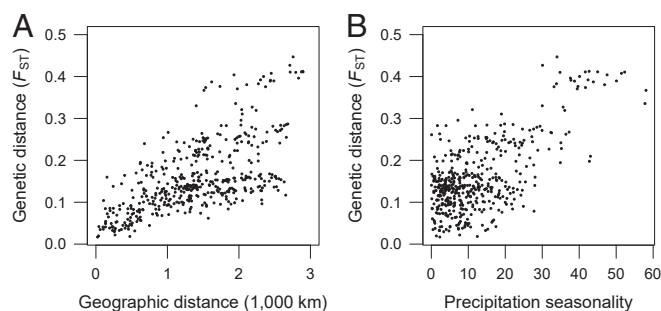 A
Genetic distance (FST)
0.5
0.4
0.3
0.2
0.1
0.0
0 1 2 3
Geographic distance (1,000 km)
B
Genetic distance (FST)
0.5
0.4
0.3
0.2
0.1
0.0
0 10 20 30 40 50 60
Precipitation seasonality